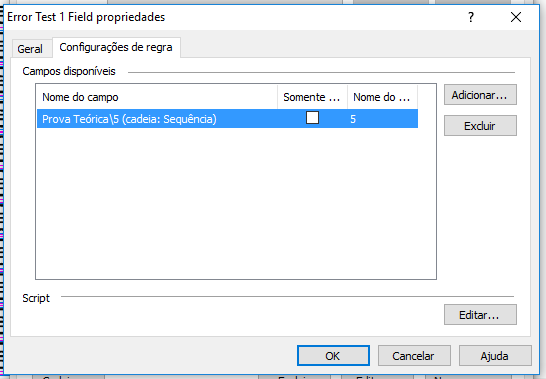 Error Test 1 Field propriedades
?
Geral
Configurações de regra
Campos disponíveis
Nome do campo
Somente ...
Nome do ...
Adicionar...
Prova Teórica\5 (cadeia: Sequência)
5
Excluir
Script
Editar...
OK
Cancelar
Ajuda